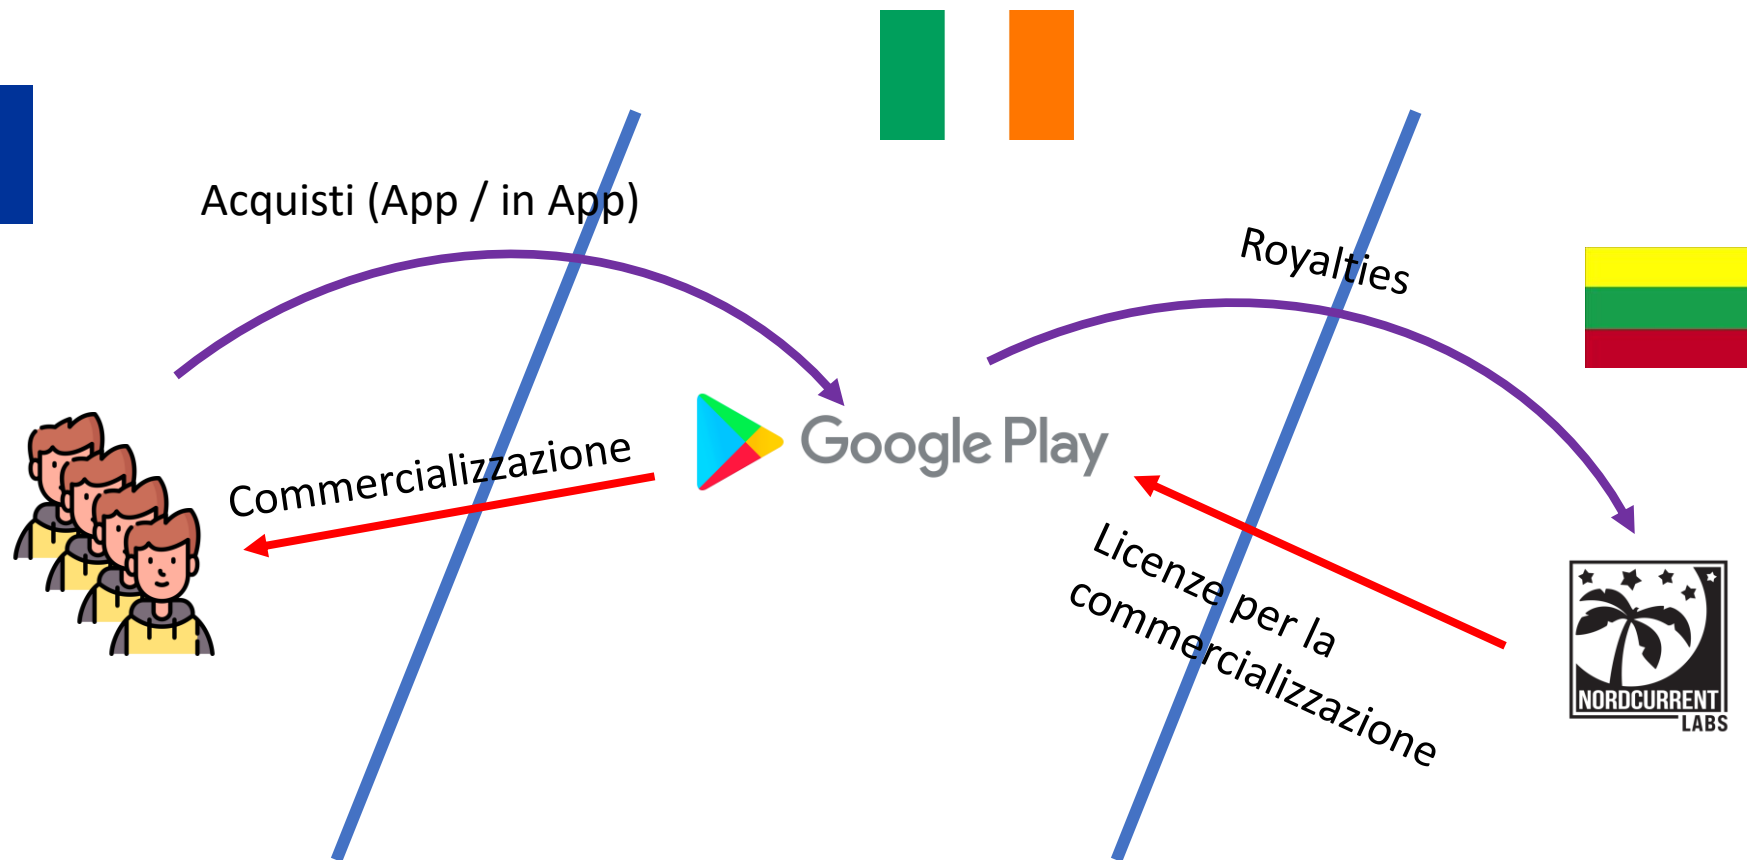 Acquisti (App / in App)
Royalties
Commercializzazione
Google Play
Licenze per la
commercializzazione
NORDCURRENT
LABS